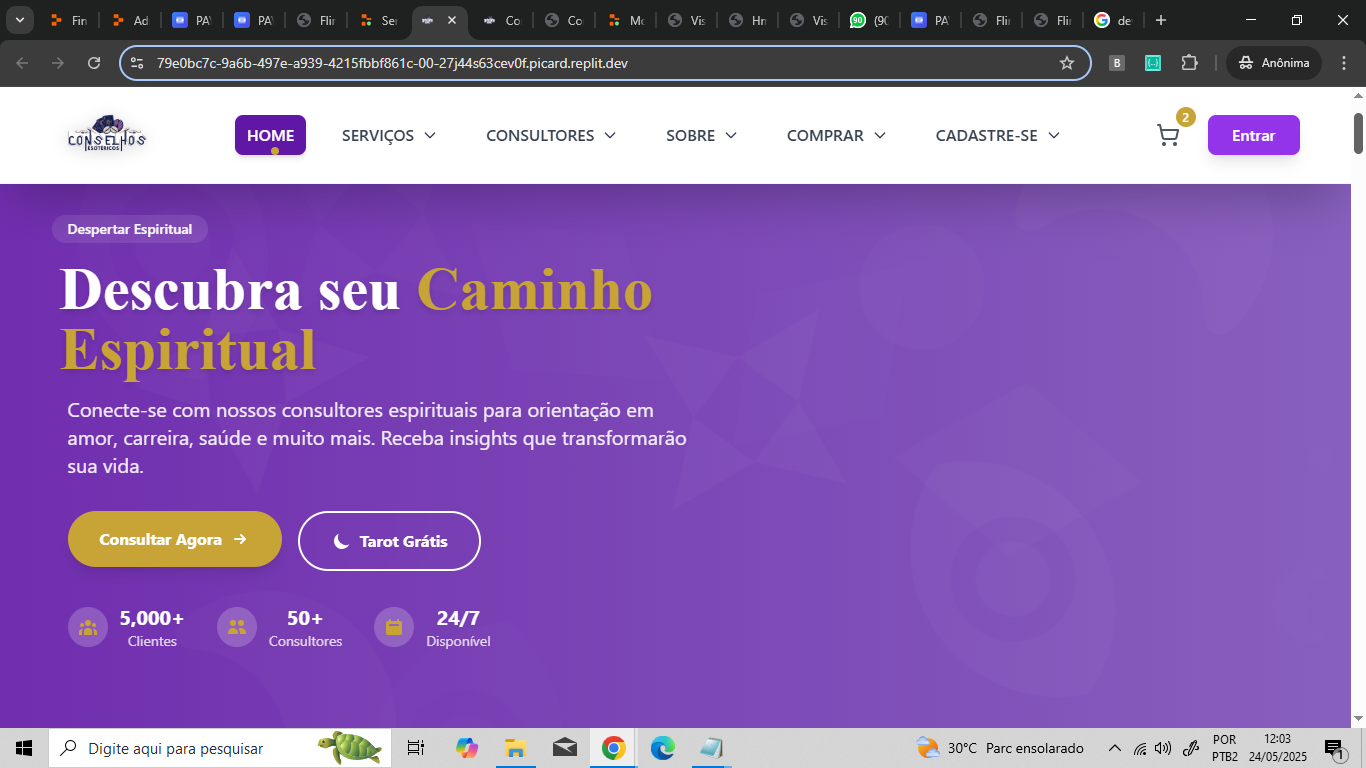 Fin
Ad
PA
PA
Flir
Ser
Co
Co
Mo
Vis
Hn
Vis
(90
PA
Flir
Flir
de
79e0bc7c-9a6b-497e-a939-4215fbbf861c-00-27j44s63cev0f.picard.replit.dev
B
Anônima
CONSELHOS
ESOTÉRICOS
HOME
SERVIÇOS
CONSULTORES
SOBRE
COMPRAR
CADASTRE-SE
2
Entrar
Despertar Espiritual
Descubra seu Caminho
Espiritual
Conecte-se com nossos consultores espirituais para orientação em
amor, carreira, saúde e muito mais. Receba insights que transformarão
sua vida.
Consultar Agora
Tarot Grátis
5,000+
Clientes
50+
Consultores
24/7
Disponível
Digite aqui para pesquisar
30°C Parc ensolarado
POR
PTB2
12:03
24/05/2025
1